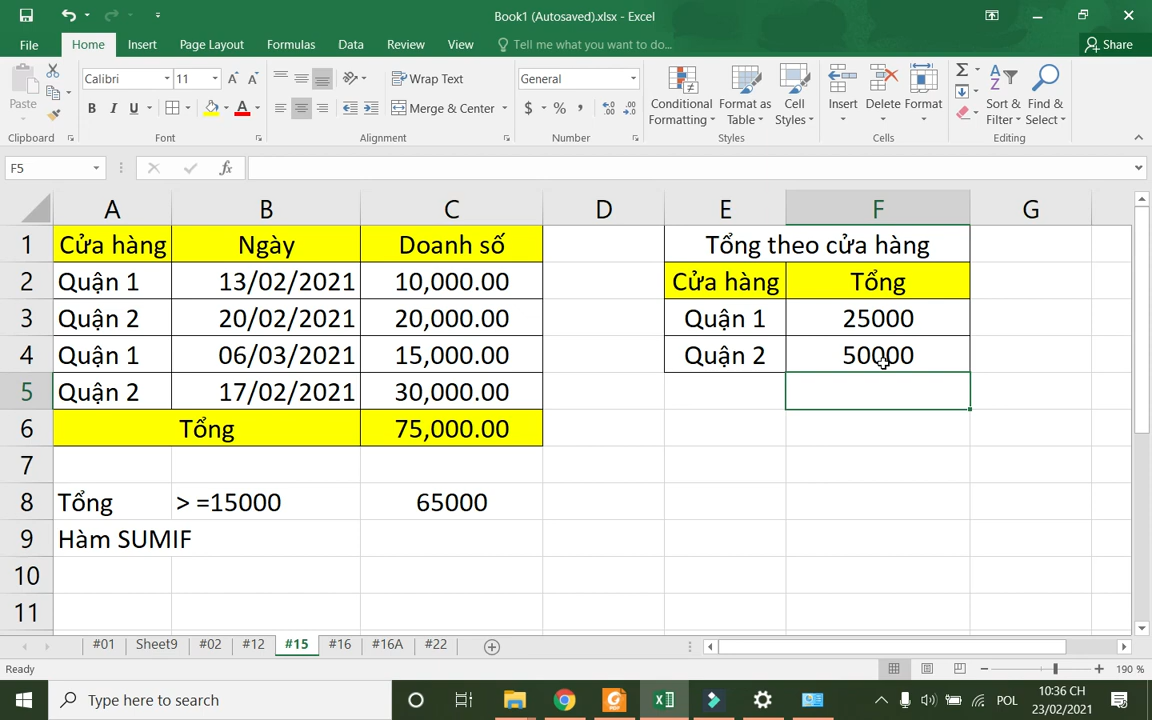 Book1 (Autosaved).xlsx - Excel
File Home Insert Page Layout Formulas Data Review View Tell me what you want to do... Share
Paste
Calibri 11
B I U
Wrap Text
Merge & Center
General
$ % ,
Conditional Formatting
Format as Table
Cell Styles
Insert Delete Format
Sort & Filter
Find & Select
Clipboard Font Alignment Number Styles Cells Editing
F5 fx
A B C D E F G
1 Cửa hàng Ngày Doanh số Tổng theo cửa hàng
2 Quận 1 13/02/2021 10,000.00 Cửa hàng Tổng
3 Quận 2 20/02/2021 20,000.00 Quận 1 25000
4 Quận 1 06/03/2021 15,000.00 Quận 2 50000
5 Quận 2 17/02/2021 30,000.00
6 Tổng 75,000.00
7
8 Tổng > =15000 65000
9 Hàm SUMIF
10
11
#01 Sheet9 #02 #12 #15 #16 #16A #22
Ready 190 %
Type here to search
POL
10:36 CH
23/02/2021